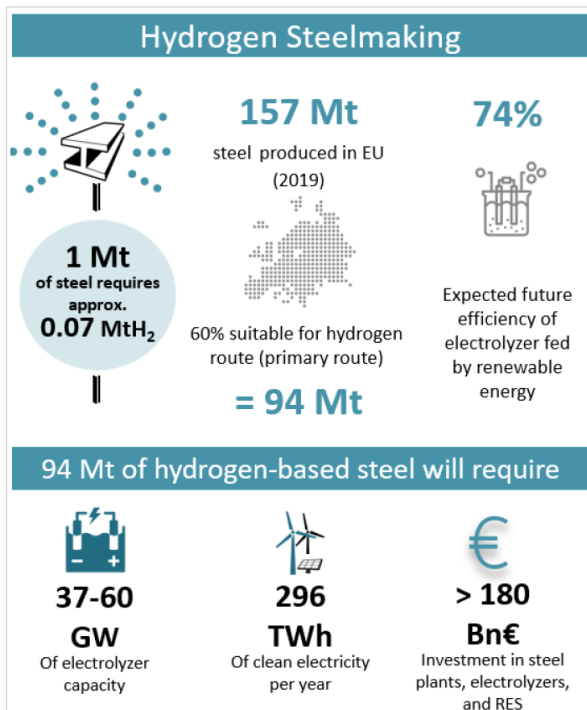 Hydrogen Steelmaking
1 Mt
of steel requires
approx.
0.07 MtH₂
157 Mt
steel produced in EU
(2019)
60% suitable for hydrogen
route (primary route)
= 94 Mt
74%
Expected future
efficiency of
electrolyzer fed
by renewable
energy
94 Mt of hydrogen-based steel will require
- +
37-60
GW
Of electrolyzer
capacity
296
TWh
Of clean electricity
per year
€
> 180
Bn€
Investment in steel
plants, electrolyzers,
and RES